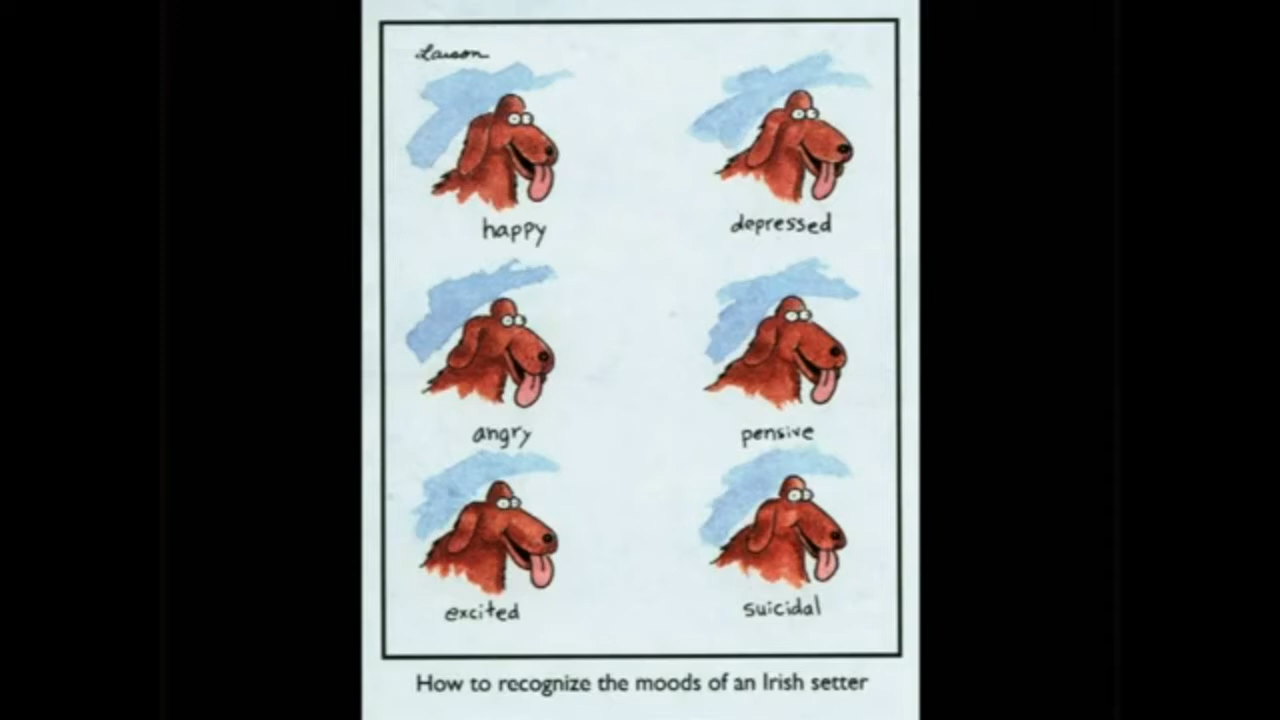 Larson
happy depressed
angry pensive
excited suicidal
How to recognize the moods of an Irish setter